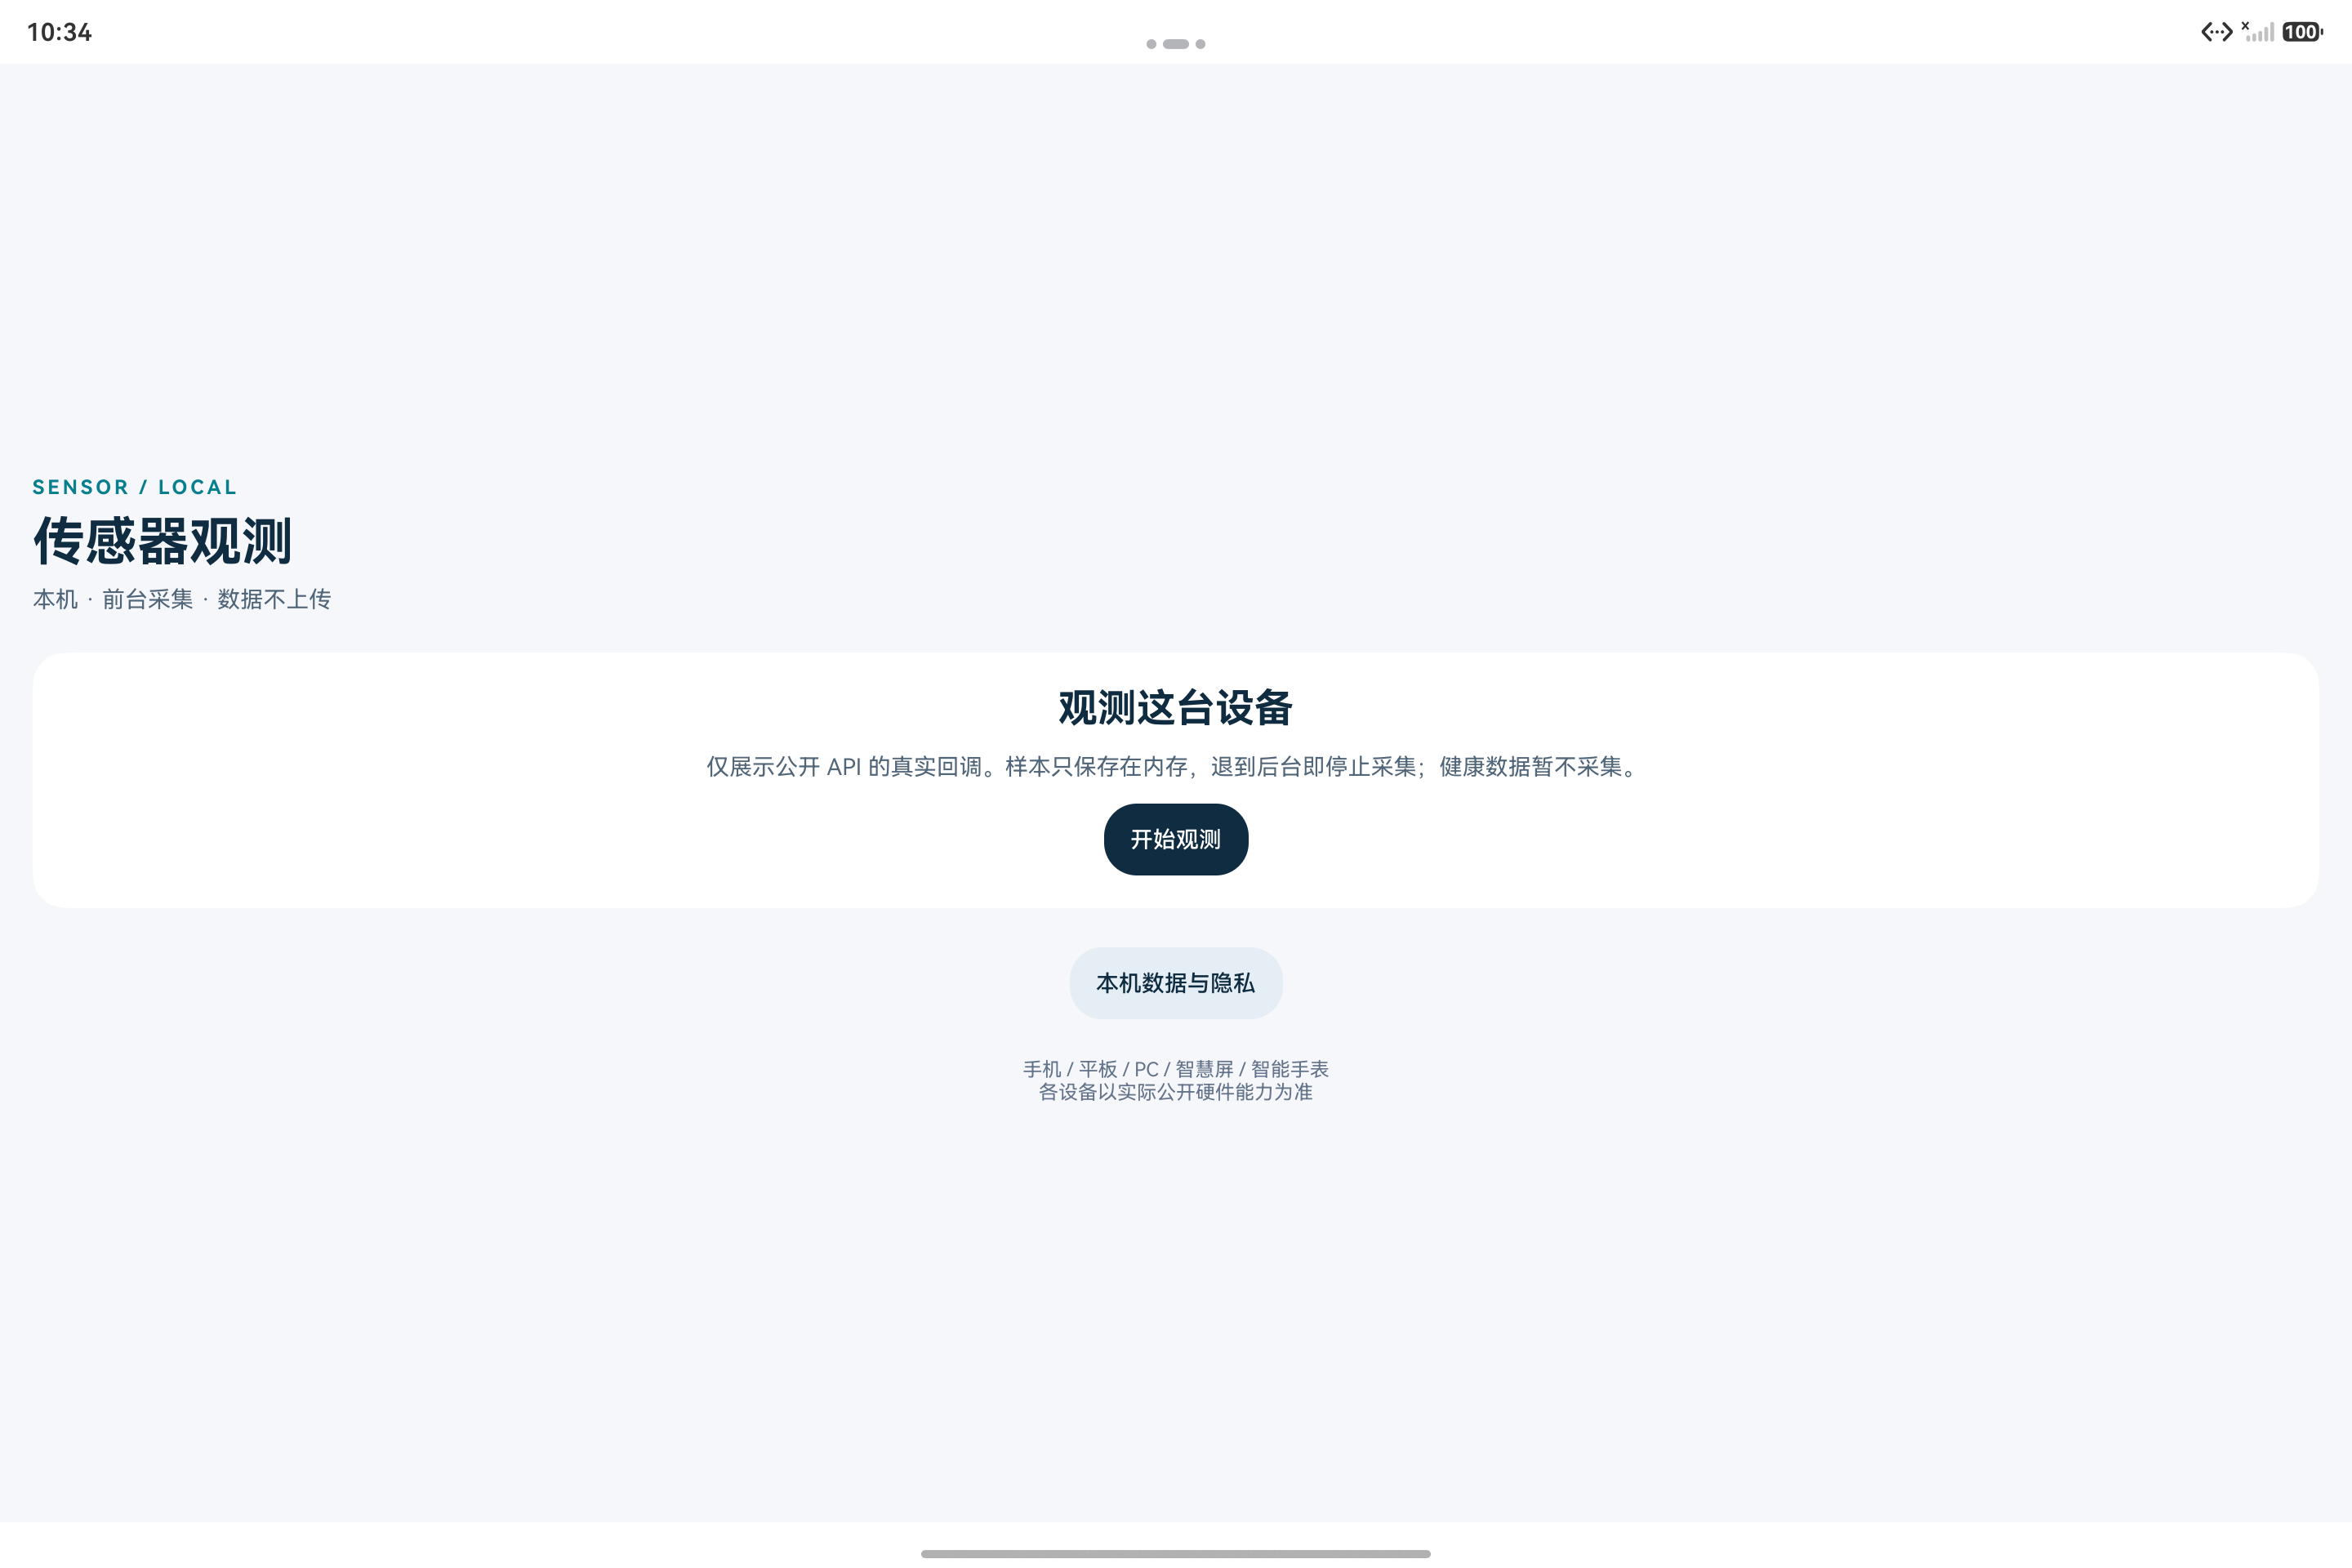 10:34
100
SENSOR / LOCAL
传感器观测
本机 · 前台采集 · 数据不上传
观测这台设备
仅展示公开 API 的真实回调。样本只保存在内存，退到后台即停止采集；健康数据暂不采集。
开始观测
本机数据与隐私
手机 / 平板 / PC / 智慧屏 / 智能手表
各设备以实际公开硬件能力为准